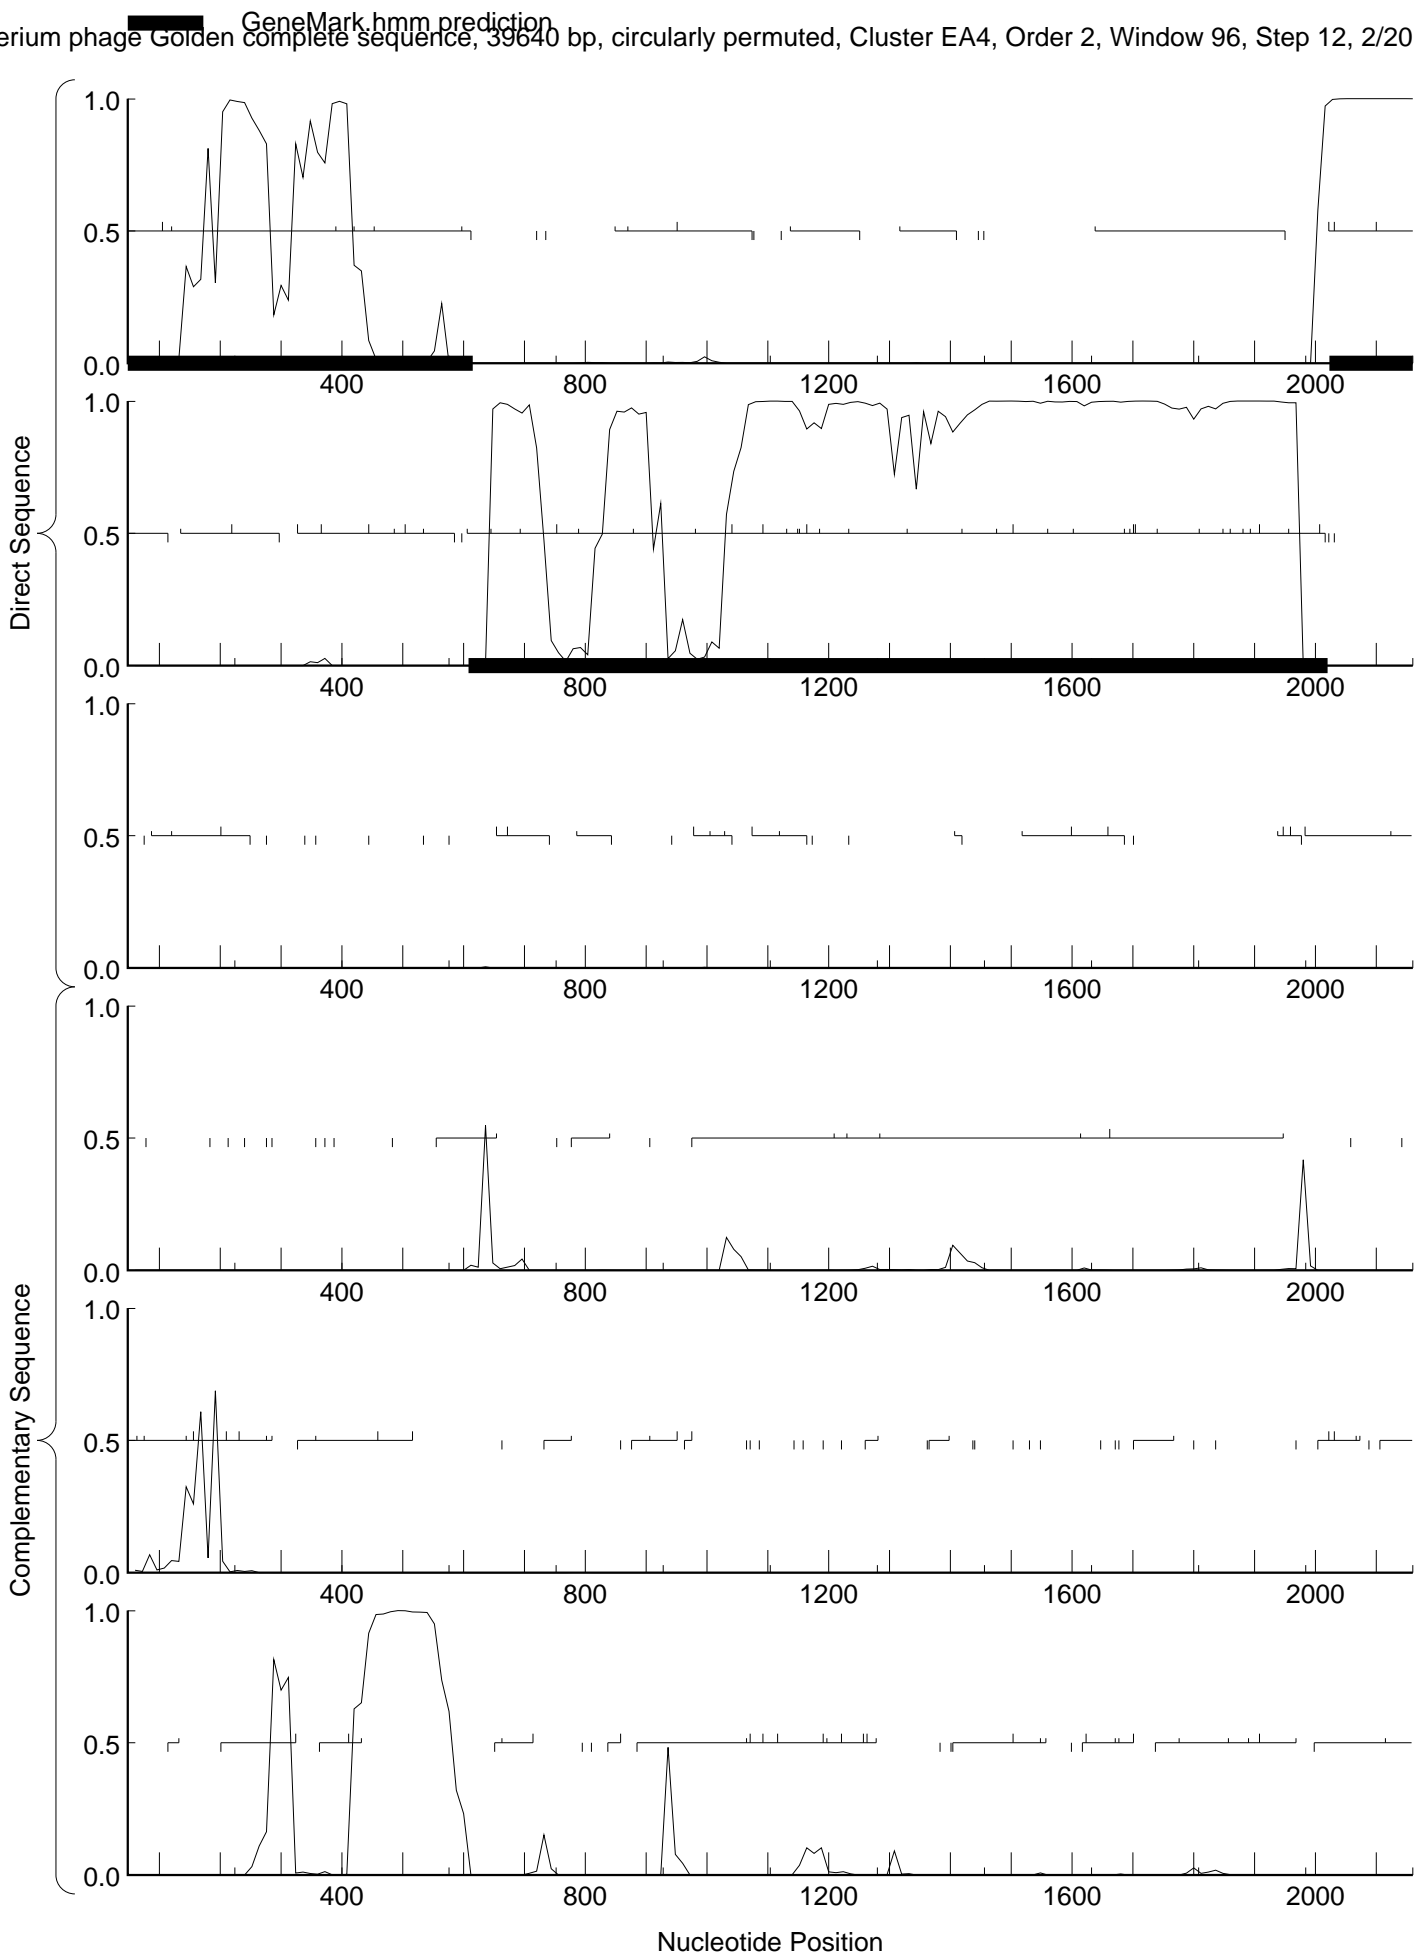 GeneMark.hmm prediction
erium phage Golden complete sequence, 39640 bp, circularly permuted, Cluster EA4, Order 2, Window 96, Step 12, 2/20
1.0
0.5
0.0
400 800 1200 1600 2000
1.0
0.5
0.0
400 800 1200 1600 2000
1.0
0.5
0.0
400 800 1200 1600 2000
Direct Sequence
1.0
0.5
0.0
400 800 1200 1600 2000
1.0
0.5
0.0
400 800 1200 1600 2000
1.0
0.5
0.0
400 800 1200 1600 2000
Complementary Sequence
Nucleotide Position